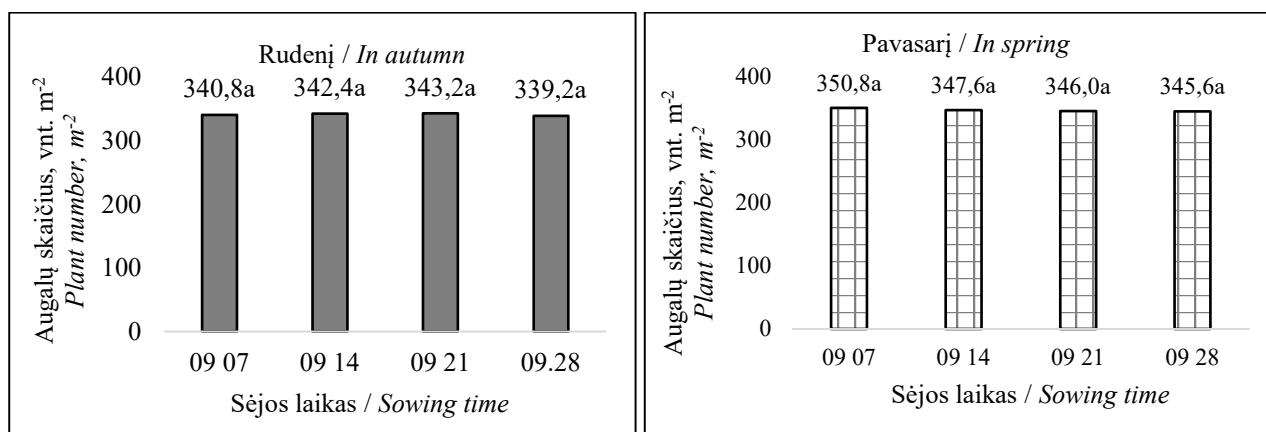 Rudenį / In autumn
Augalų skaičius, vnt. m-2
Plant number, m-2
400
300
200
100
0
340,8a 342,4a 343,2a 339,2a
09 07 09 14 09 21 09.28
Sėjos laikas / Sowing time
Pavasarį / In spring
Augalų skaičius, vnt. m-2
Plant number, m-2
400
300
200
100
0
350,8a 347,6a 346,0a 345,6a
09 07 09 14 09 21 09 28
Sėjos laikas / Sowing time